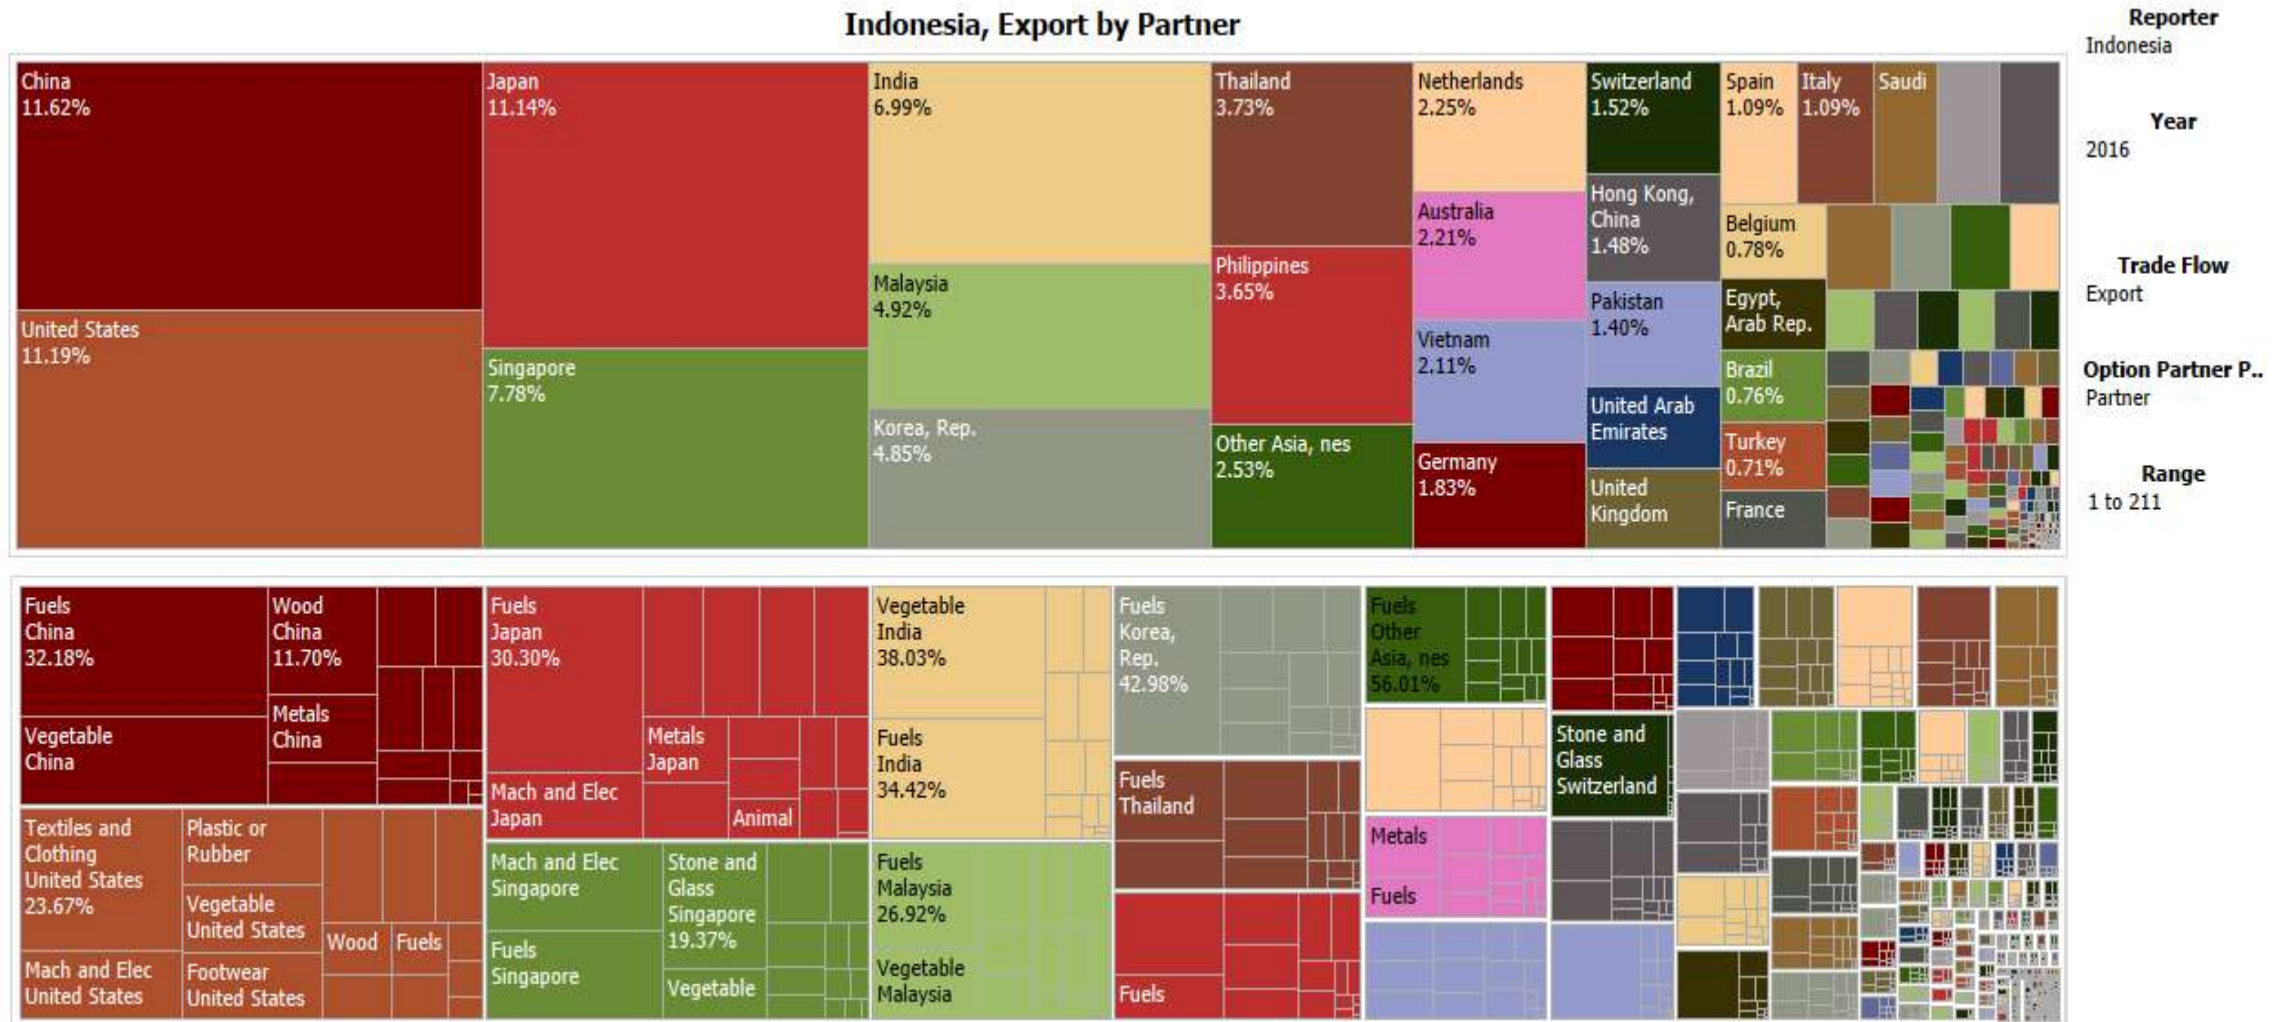 Indonesia, Export by Partner
China
11.62%
United States
11.19%
Japan
11.14%
Singapore
7.78%
India
6.99%
Malaysia
4.92%
Korea, Rep.
4.85%
Thailand
3.73%
Philippines
3.65%
Other Asia, nes
2.53%
Netherlands
2.25%
Australia
2.21%
Vietnam
2.11%
Germany
1.83%
Switzerland
1.52%
Hong Kong,
China
1.48%
Pakistan
1.40%
United Arab
Emirates
United
Kingdom
Spain
1.09%
Italy
1.09%
Saudi
Belgium
0.78%
Egypt,
Arab Rep.
Brazil
0.76%
Turkey
0.71%
France
Reporter
Indonesia
Year
2016
Trade Flow
Export
Option Partner P..
Partner
Range
1 to 211
Fuels
China
32.18%
Vegetable
China
Wood
China
11.70%
Metals
China
Textiles and
Clothing
United States
23.67%
Mach and Elec
United States
Plastic or
Rubber
Vegetable
United States
Footwear
United States
Wood
Fuels
Fuels
Japan
30.30%
Mach and Elec
Japan
Metals
Japan
Animal
Mach and Elec
Singapore
Fuels
Singapore
Stone and
Glass
Singapore
19.37%
Vegetable
Vegetable
India
38.03%
Fuels
India
34.42%
Fuels
Malaysia
26.92%
Vegetable
Malaysia
Fuels
Korea,
Rep.
42.98%
Fuels
Thailand
Fuels
Fuels
Other
Asia, nes
56.01%
Metals
Fuels
Stone and
Glass
Switzerland